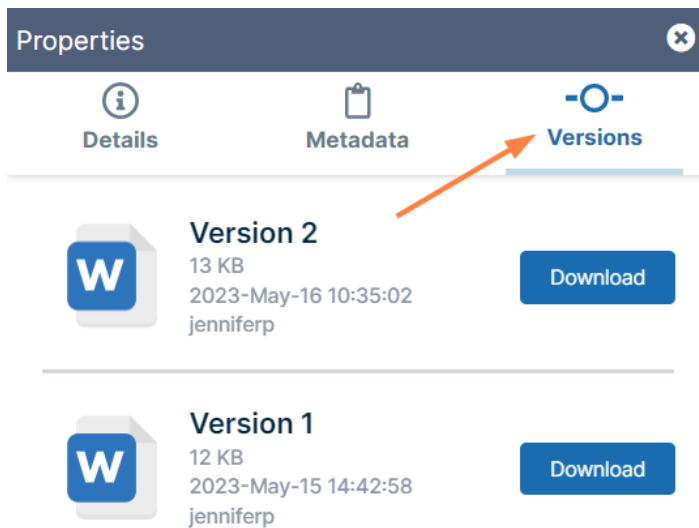 Properties
Details
Metadata
Versions
W
Version 2
13 KB
2023-May-16 10:35:02
jenniferp
Download
W
Version 1
12 KB
2023-May-15 14:42:58
jenniferp
Download